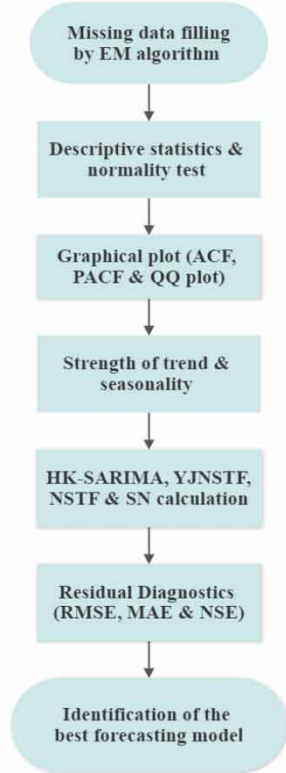 Missing data filling
by EM algorithm
Descriptive statistics &
normality test
Graphical plot (ACF,
PACF & QQ plot)
Strength of trend &
seasonality
HK-SARIMA, YJNSTF,
NSTF & SN calculation
Residual Diagnostics
(RMSE, MAE & NSE)
Identification of the
best forecasting model